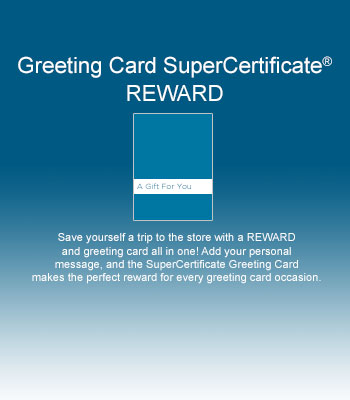 Greeting Card SuperCertificate®
REWARD
A Gift For You
Save yourself a trip to the store with a REWARD
and greeting card all in one! Add your personal
message, and the SuperCertificate Greeting Card
makes the perfect reward for every greeting card occasion.